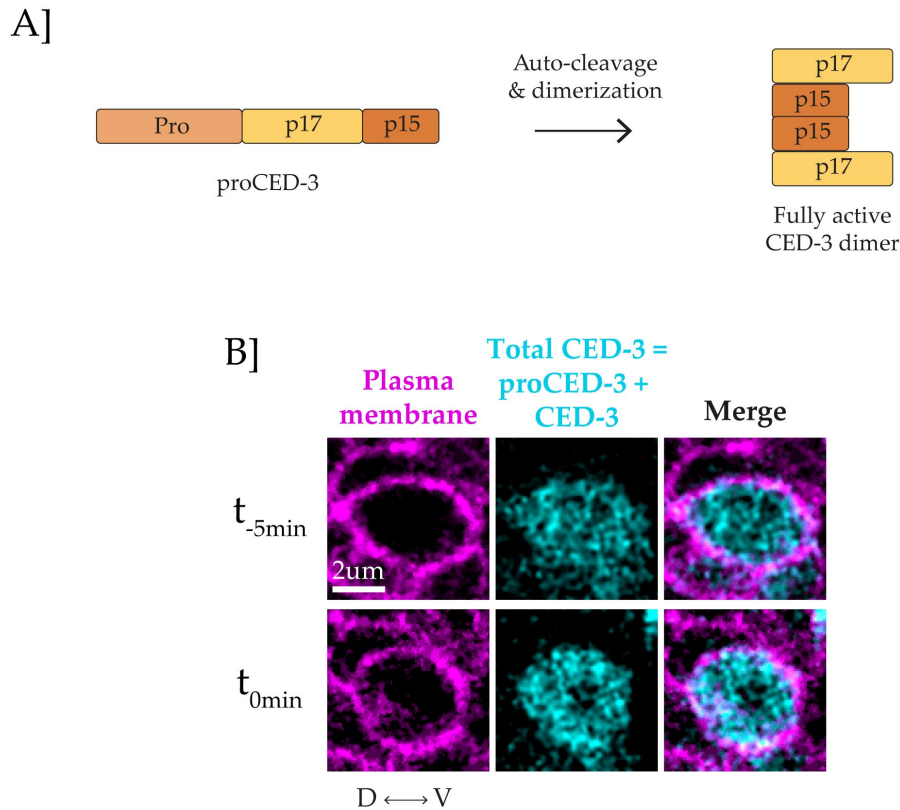 A]
Auto-cleavage
& dimerization
Pro
p17
p15
proCED-3
p17
p15
p15
p17
Fully active
CED-3 dimer
B]
Plasma
membrane
Total CED-3 =
proCED-3 +
CED-3
Merge
t-5min
2um
t0min
D ⟷ V